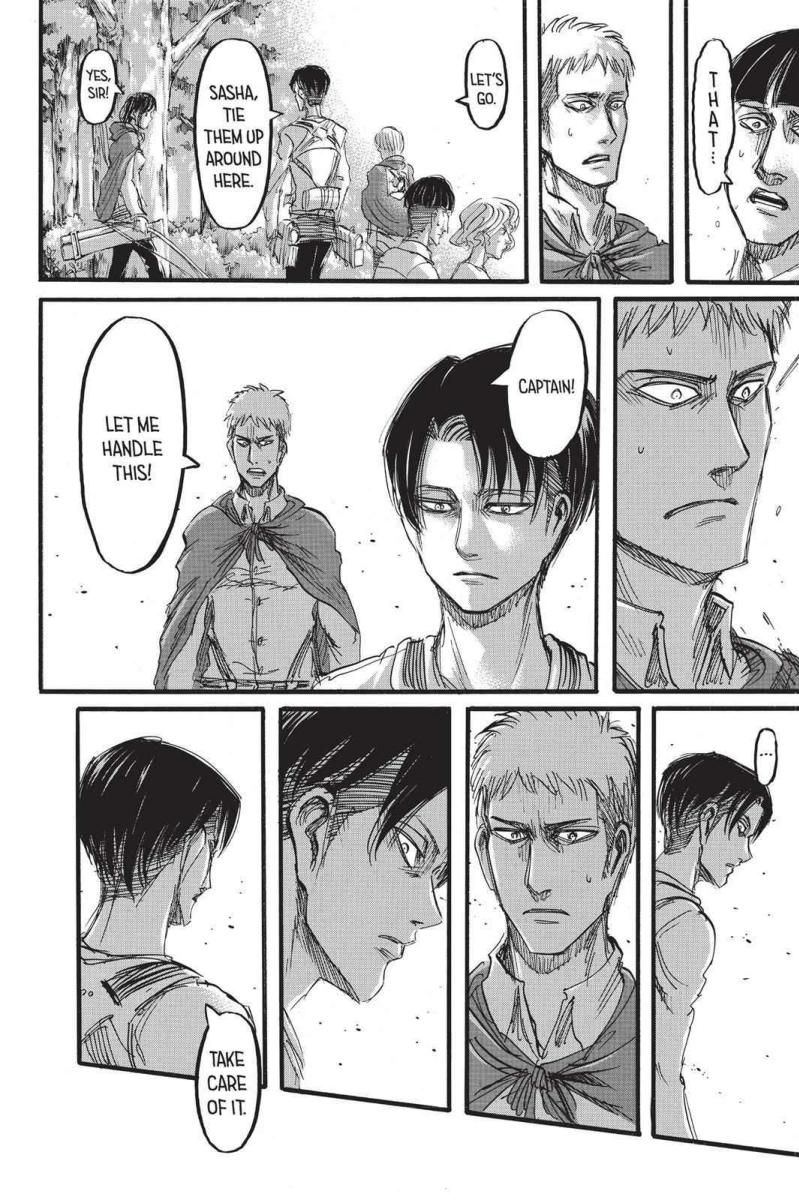 THAT...
LET'S
GO.
SASHA,
TIE
THEM UP
AROUND
HERE.
YES,
SIR!
CAPTAIN!
LET ME
HANDLE
THIS!
...
TAKE
CARE
OF IT.